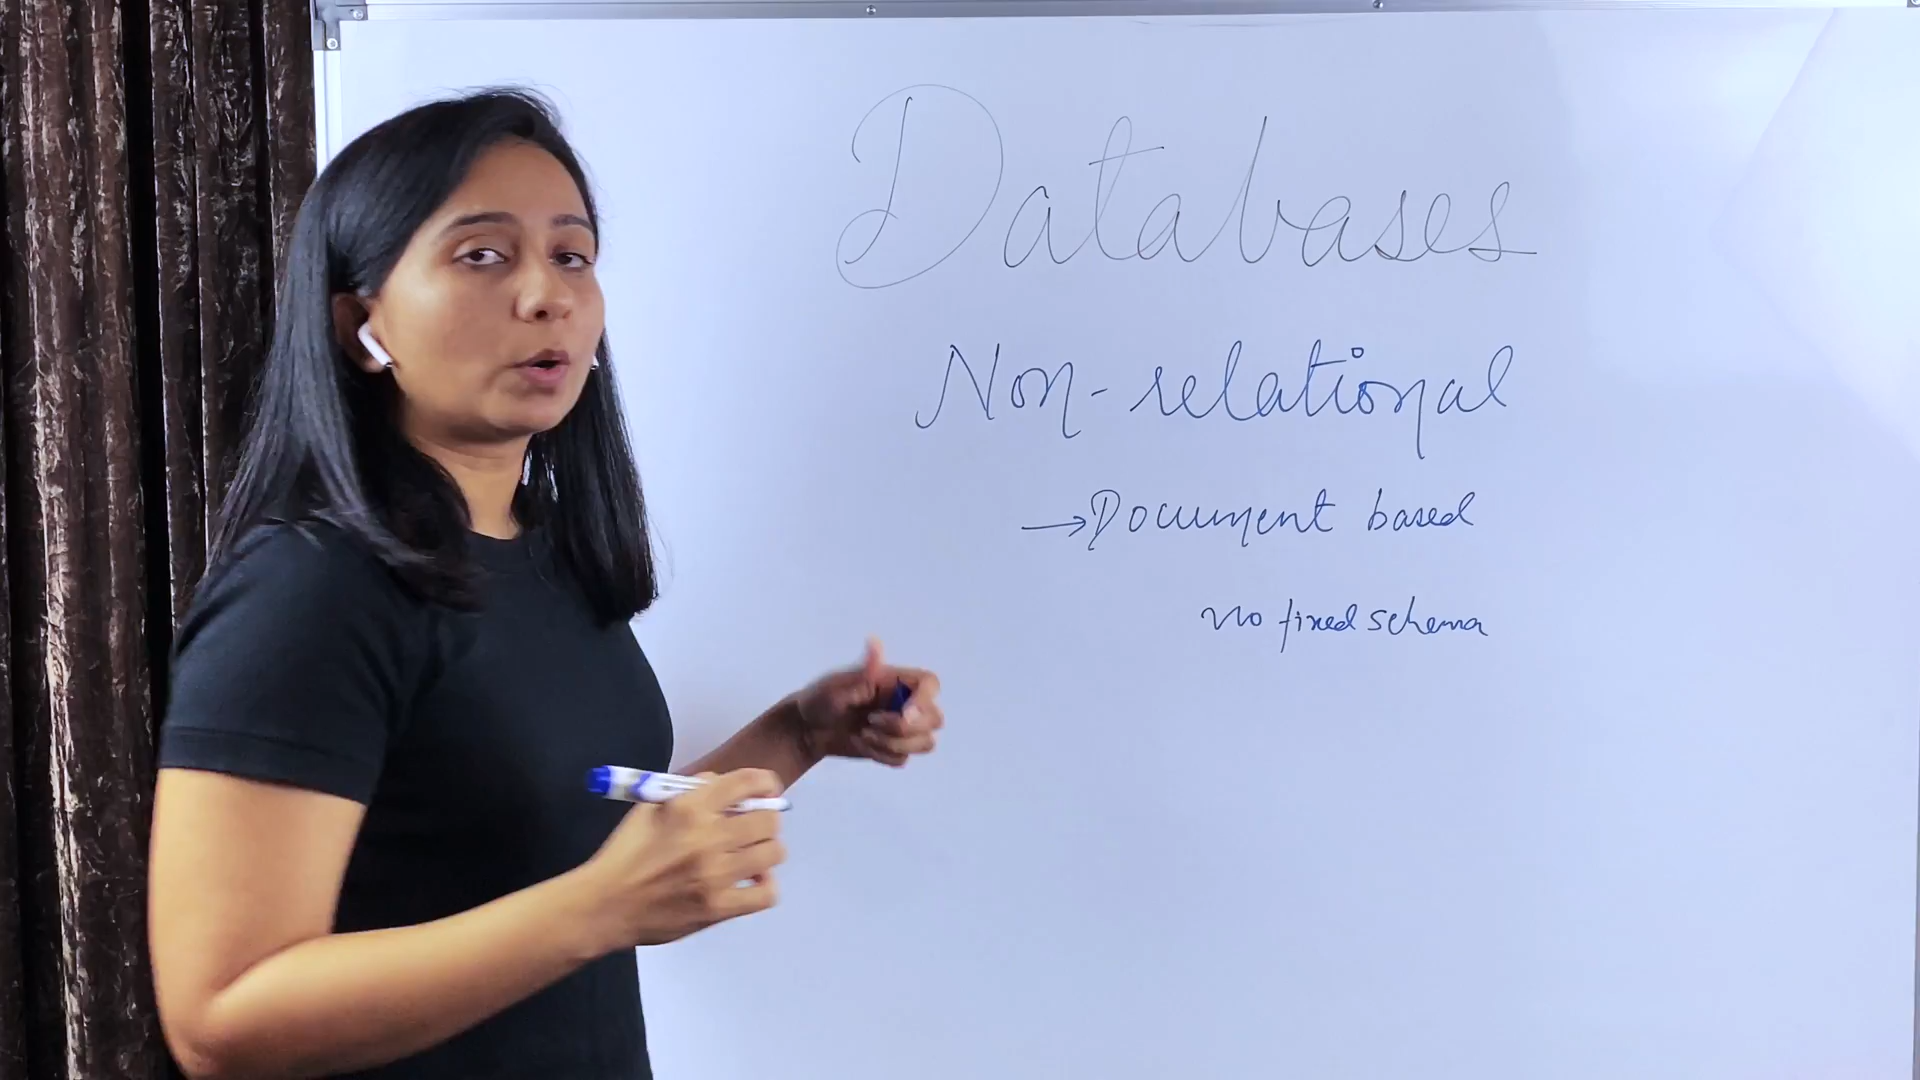 Databases
Non-relational
→ Document based
no fixed schema